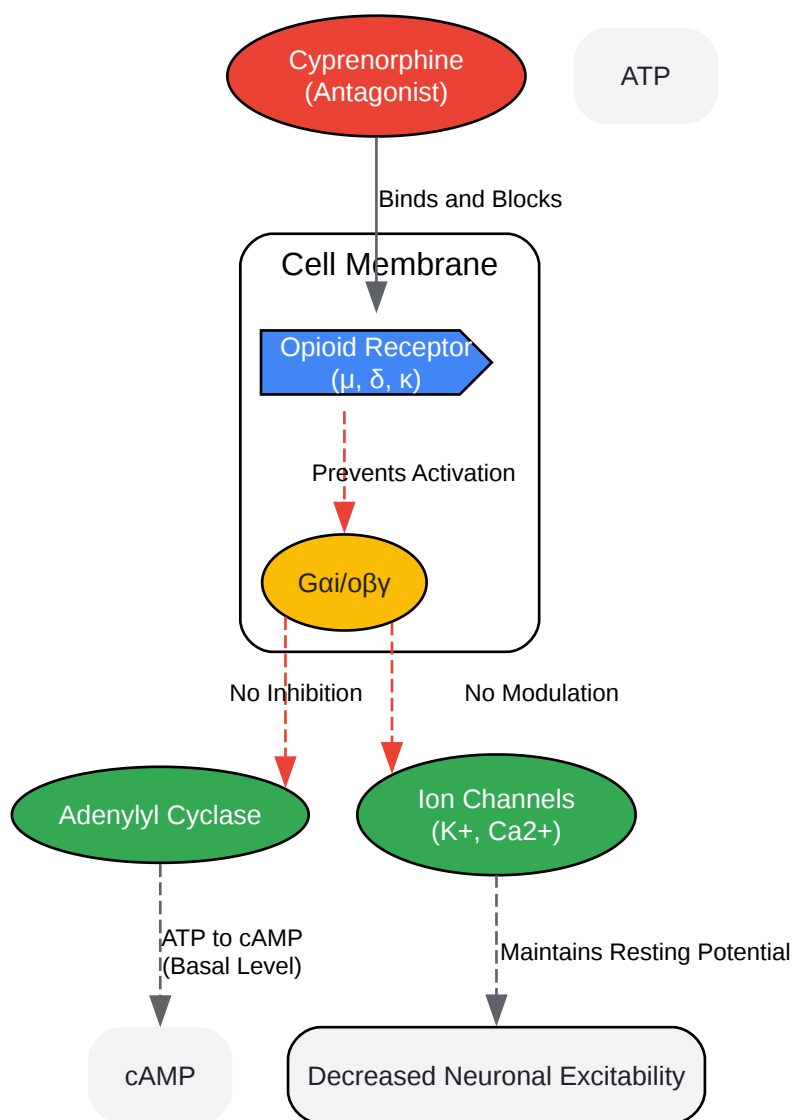 Cyprenorphine
(Antagonist)
ATP
Binds and Blocks
Cell Membrane
Opioid Receptor
(μ, δ, κ)
Prevents Activation
Gαi/oβγ
No Inhibition
No Modulation
Adenylyl Cyclase
Ion Channels
(K+, Ca2+)
ATP to cAMP
(Basal Level)
Maintains Resting Potential
cAMP
Decreased Neuronal Excitability